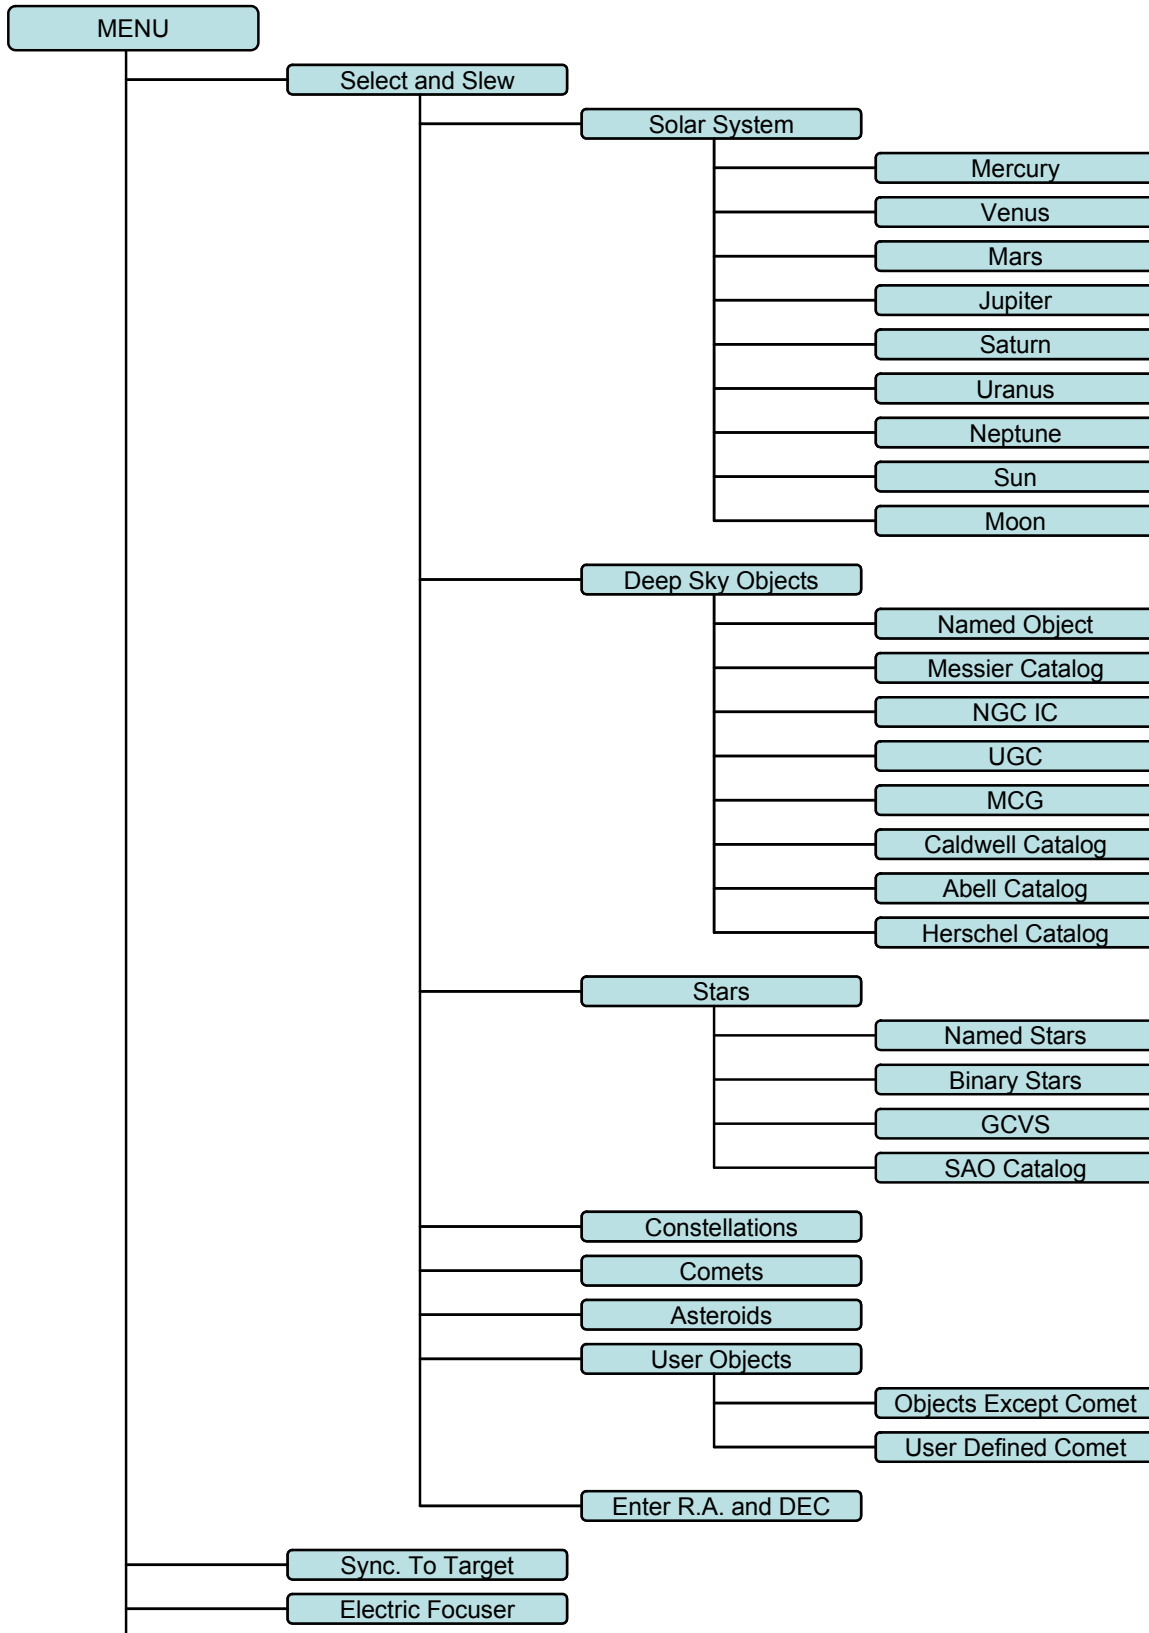 MENU
Select and Slew
Solar System
Mercury
Venus
Mars
Jupiter
Saturn
Uranus
Neptune
Sun
Moon
Deep Sky Objects
Named Object
Messier Catalog
NGC IC
UGC
MCG
Caldwell Catalog
Abell Catalog
Herschel Catalog
Stars
Named Stars
Binary Stars
GCVS
SAO Catalog
Constellations
Comets
Asteroids
User Objects
Objects Except Comet
User Defined Comet
Enter R.A. and DEC
Sync. To Target
Electric Focuser